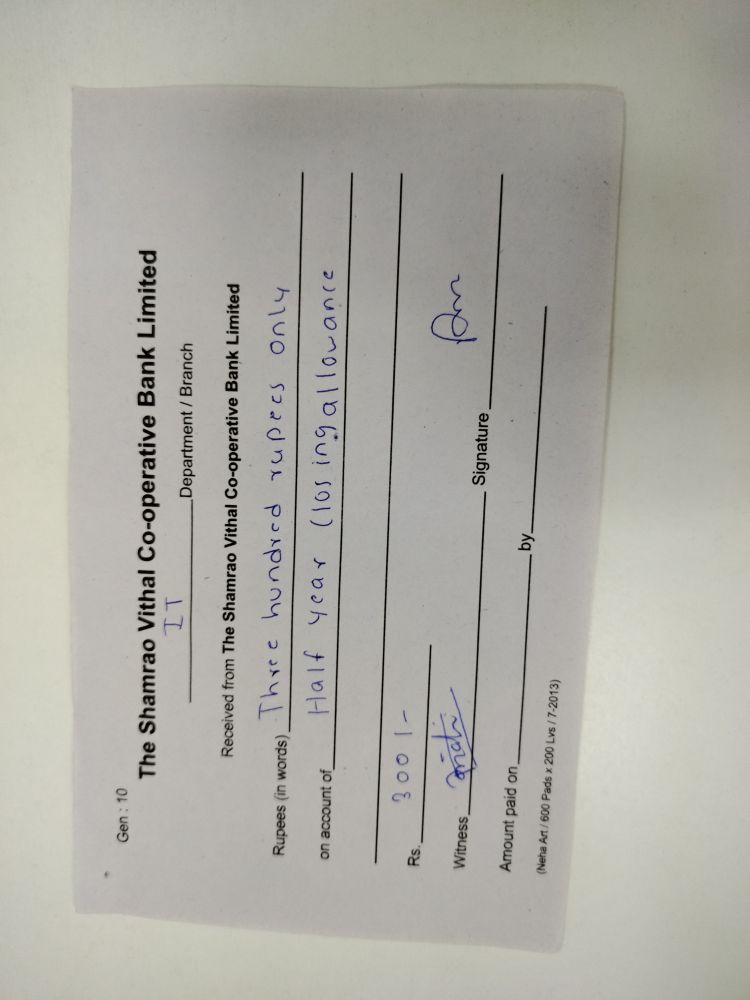 Gen : 10
The Shamrao Vithal Co-operative Bank Limited
IT Department / Branch
Received from The Shamrao Vithal Co-operative Bank Limited
Rupees (in words) Three hundred rupees only
on account of Half year Closing allowance
Rs. 300/-
Witness Signature
Amount paid on by
(Neha Art / 600 Pads x 200 Lvs / 7-2013)